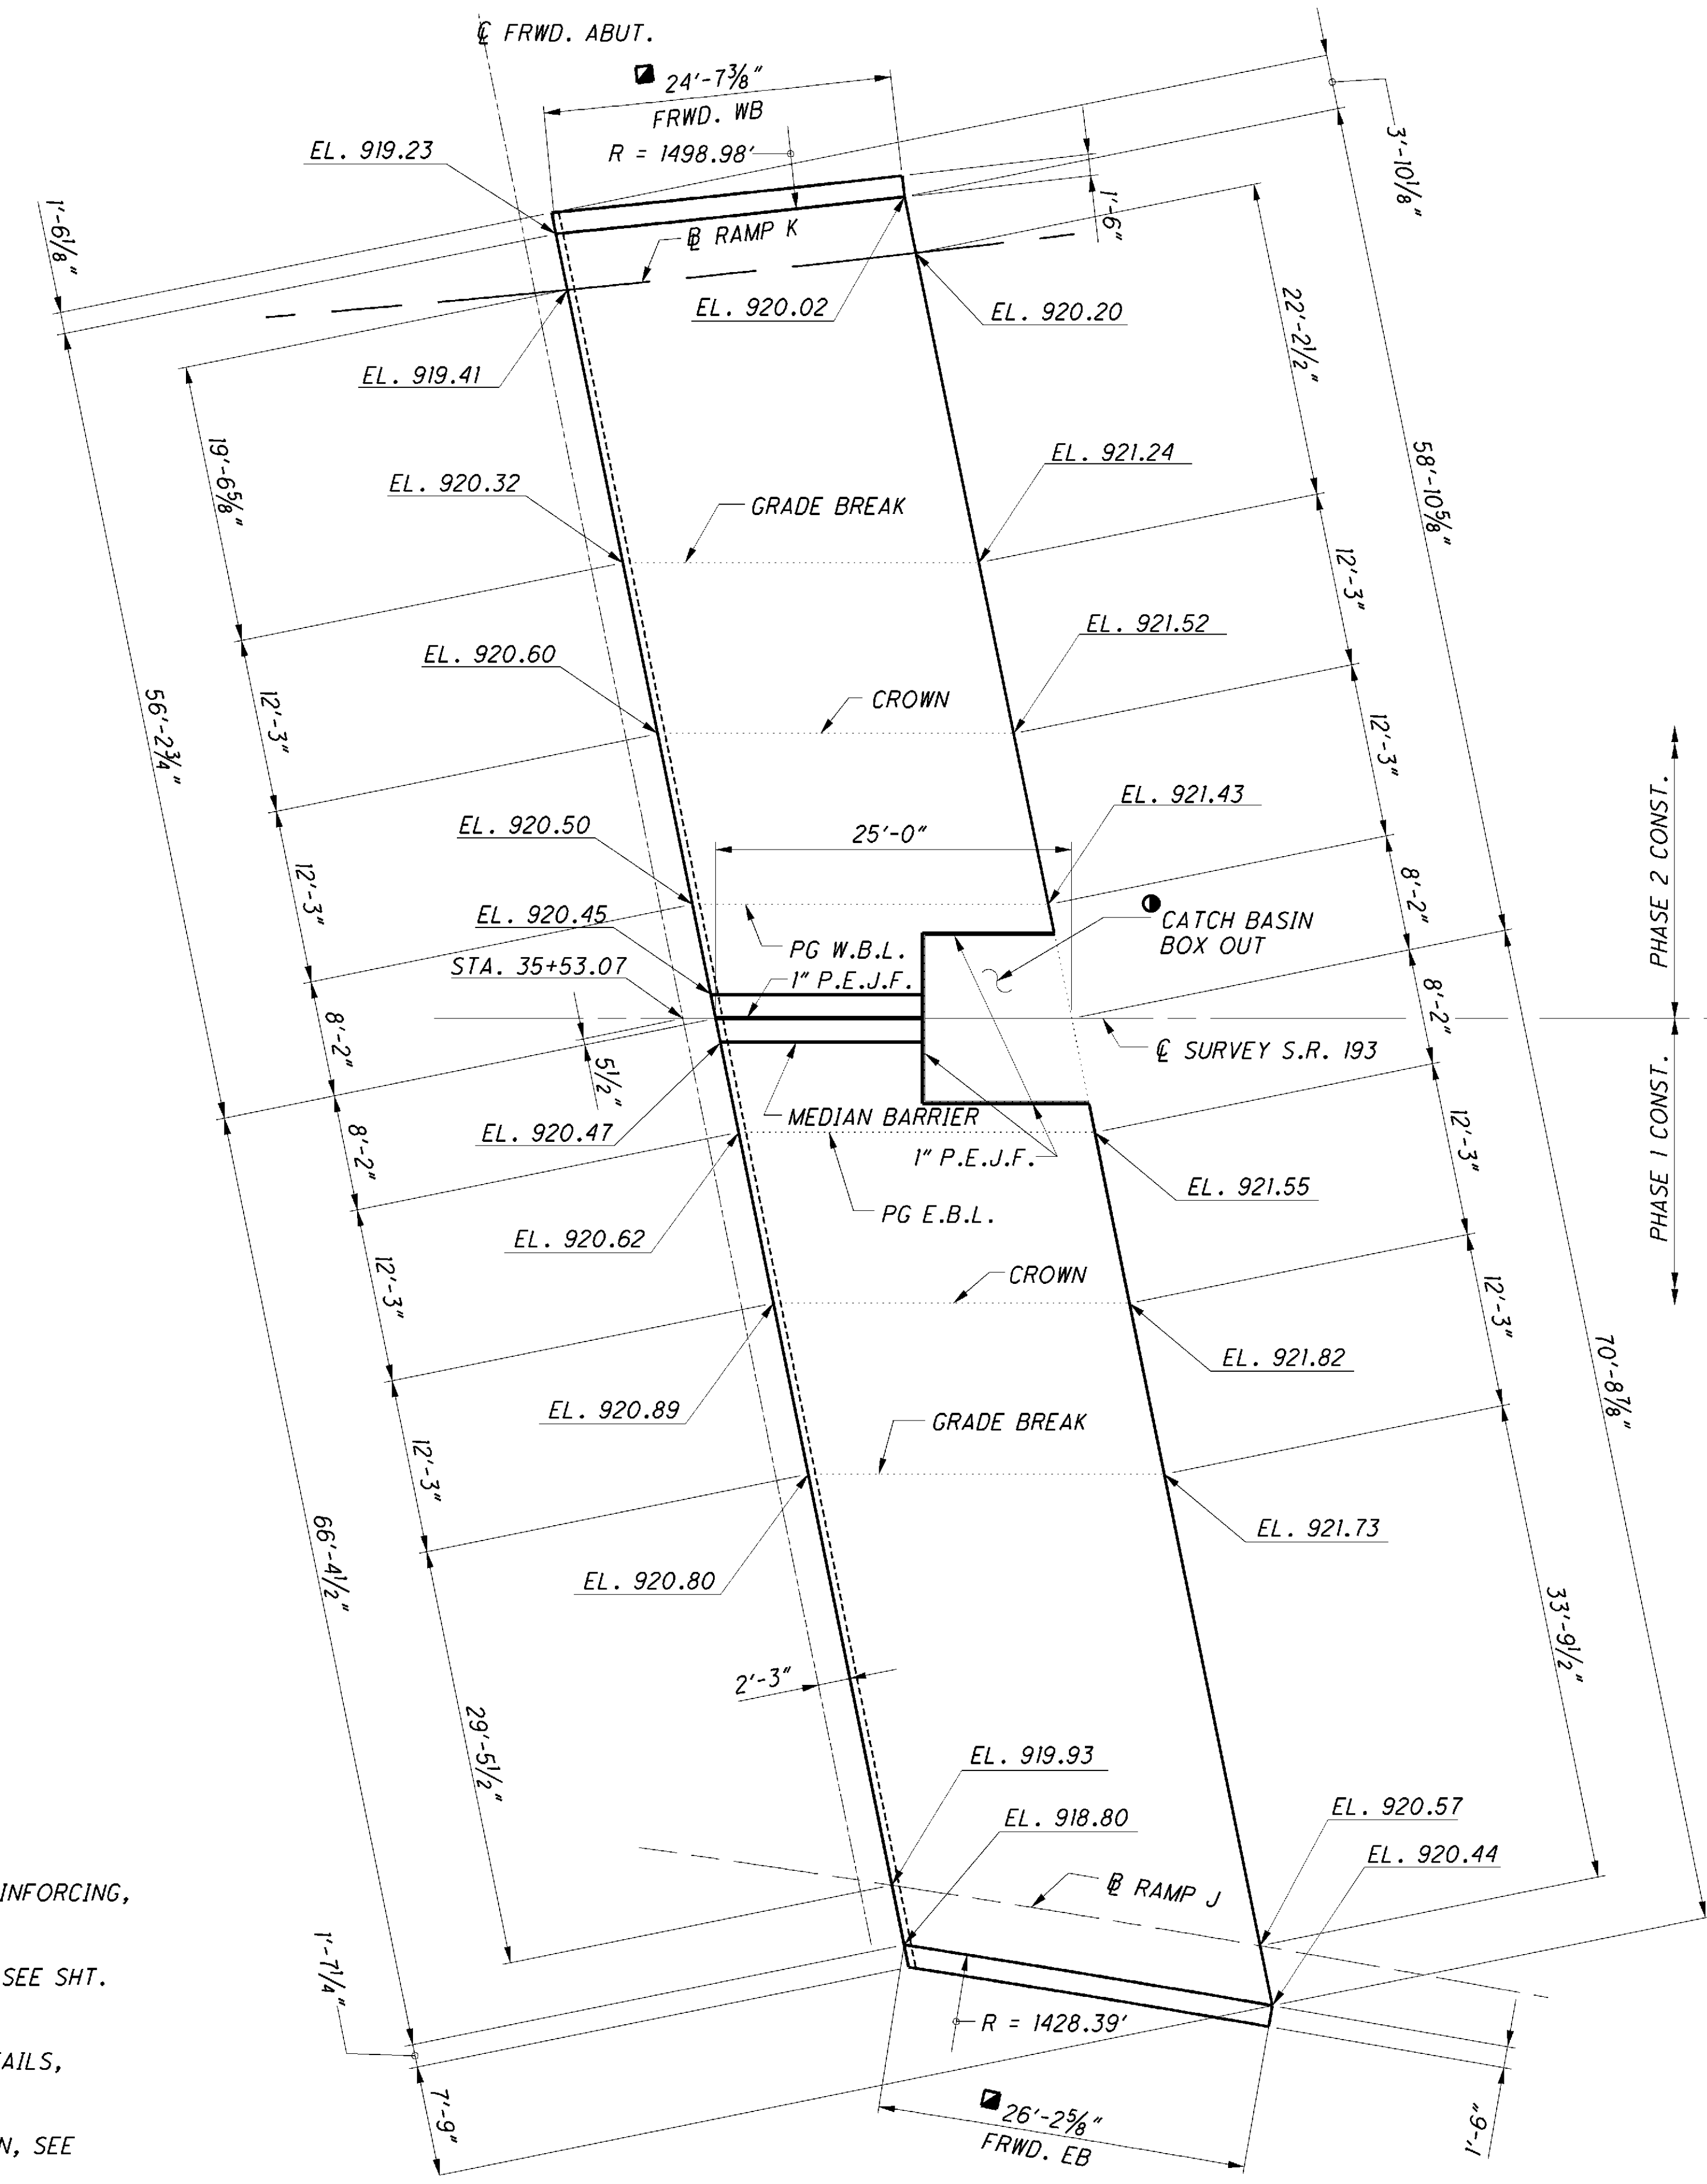 ℄ FRWD. ABUT.
24'-7⅜"
FRWD. WB
R = 1498.98'
EL. 919.23
3'-10⅛"
1'-6"
1'-6⅛"
℄ RAMP K
EL. 920.02
EL. 920.20
EL. 919.41
22'-2½"
19'-6⅝"
58'-10⅝"
EL. 921.24
EL. 920.32
GRADE BREAK
12'-3"
EL. 921.52
EL. 920.60
CROWN
12'-3"
56'-2¾"
12'-3"
EL. 921.43
EL. 920.50
25'-0"
12'-3"
8'-2"
PHASE 2 CONST.
EL. 920.45
CATCH BASIN
BOX OUT
PG W.B.L.
1" P.E.J.F.
STA. 35+53.07
8'-2"
8'-2"
℄ SURVEY S.R. 193
5½"
MEDIAN BARRIER
EL. 920.47
1" P.E.J.F.
8'-2"
12'-3"
PHASE 1 CONST.
EL. 921.55
PG E.B.L.
EL. 920.62
12'-3"
CROWN
12'-3"
EL. 921.82
70'-8⅞"
EL. 920.89
GRADE BREAK
12'-3"
EL. 921.73
66'-4½"
EL. 920.80
33'-9½"
2'-3"
29'-5½"
EL. 919.93
EL. 918.80
EL. 920.57
EL. 920.44
℄ RAMP J
INFORCING,
1'-7¼"
SEE SHT.
R = 1428.39'
AILS,
7'-9"
26'-2⅝"
FRWD. EB
1'-6"
N, SEE